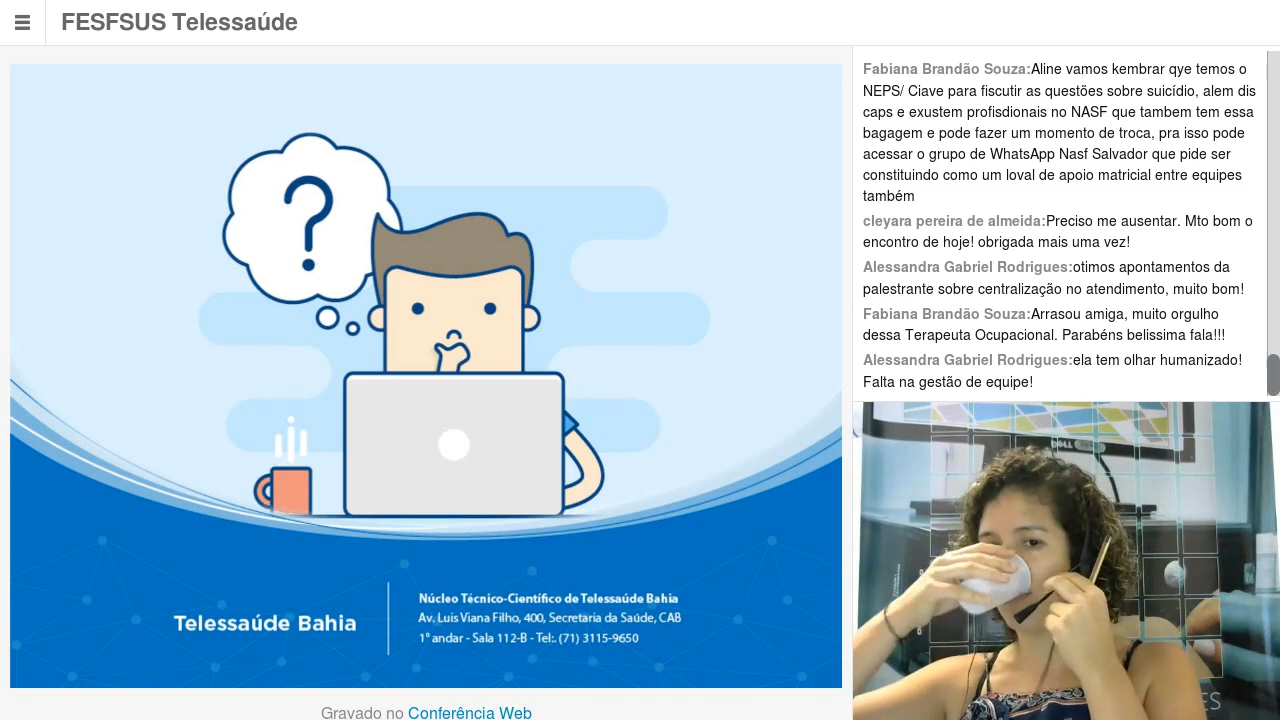 FESFSUS Telessaúde
?
Telessaúde Bahia
Núcleo Técnico-Científico de Telessaúde Bahia
Av. Luis Viana Filho, 400, Secretaria da Saúde, CAB
1º andar - Sala 112-B - Tel:. (71) 3115-9650
Gravado no Conferência Web
Fabiana Brandão Souza:Aline vamos kembrar qye temos o
NEPS/ Ciave para fiscutir as questões sobre suicídio, alem dis
caps e exustem profisdionais no NASF que tambem tem essa
bagagem e pode fazer um momento de troca, pra isso pode
acessar o grupo de WhatsApp Nasf Salvador que pide ser
constituindo como um loval de apoio matricial entre equipes
também
cleyara pereira de almeida:Preciso me ausentar. Mto bom o
encontro de hoje! obrigada mais uma vez!
Alessandra Gabriel Rodrigues:otimos apontamentos da
palestrante sobre centralização no atendimento, muito bom!
Fabiana Brandão Souza:Arrasou amiga, muito orgulho
dessa Terapeuta Ocupacional. Parabéns belissima fala!!!
Alessandra Gabriel Rodrigues:ela tem olhar humanizado!
Falta na gestão de equipe!
DELL